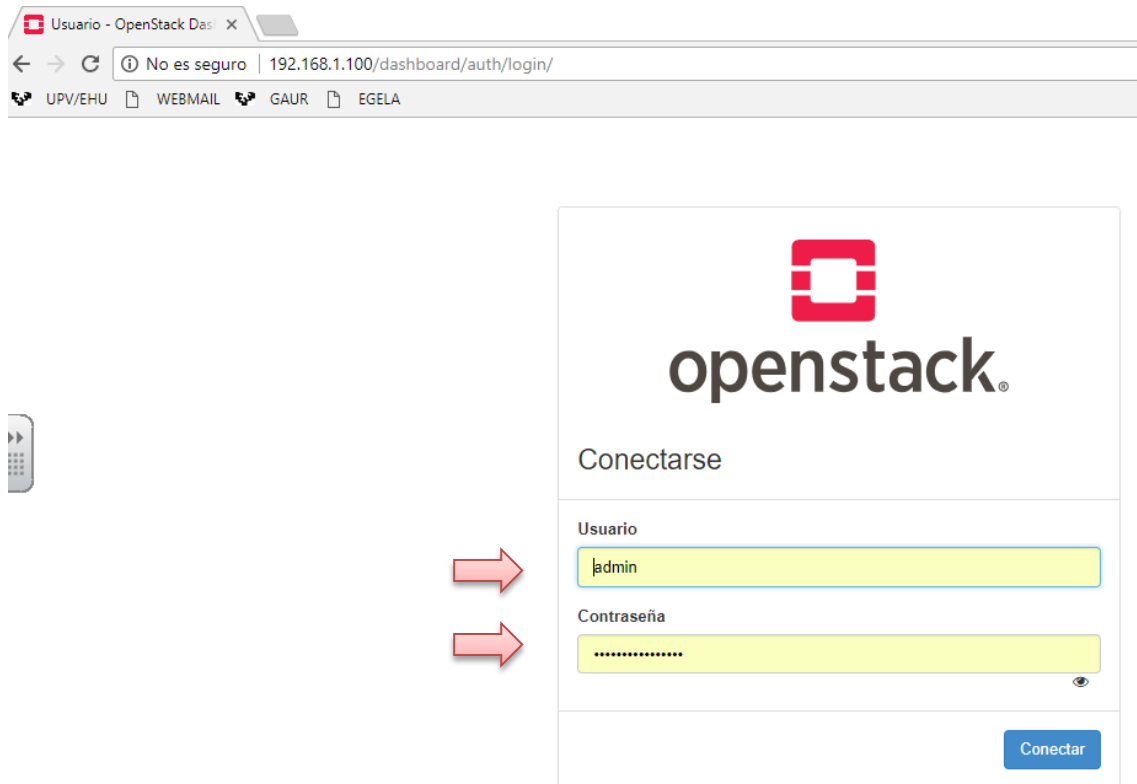 Usuario - OpenStack Das
No es seguro | 192.168.1.100/dashboard/auth/login/
UPV/EHU WEBMAIL GAUR EGELA
openstack®
Conectarse
Usuario
admin
Contraseña
••••••••••••••••
Conectar